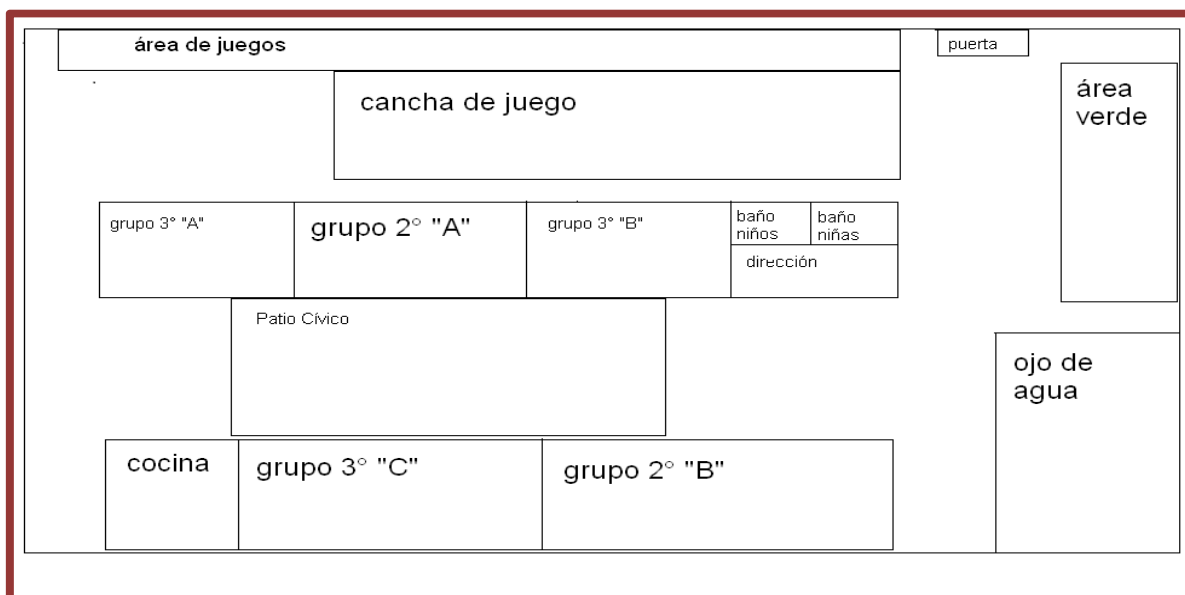 área de juegos
puerta
cancha de juego
área
verde
grupo 3° "A"
grupo 2° "A"
grupo 3° "B"
baño
niños
baño
niñas
dirección
Patio Cívico
ojo de
agua
cocina
grupo 3° "C"
grupo 2° "B"